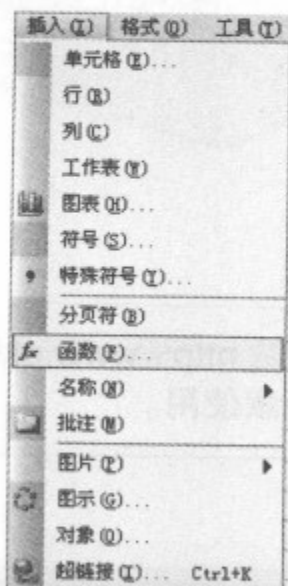 插入(I) 格式(O) 工具(T)
单元格(E)...
行(R)
列(C)
工作表(W)
图表(H)...
符号(S)...
特殊符号(Y)...
分页符(B)
fx 函数(F)...
名称(N)
批注(M)
图片(P)
图示(G)...
对象(O)...
超链接(I)... Ctrl+K